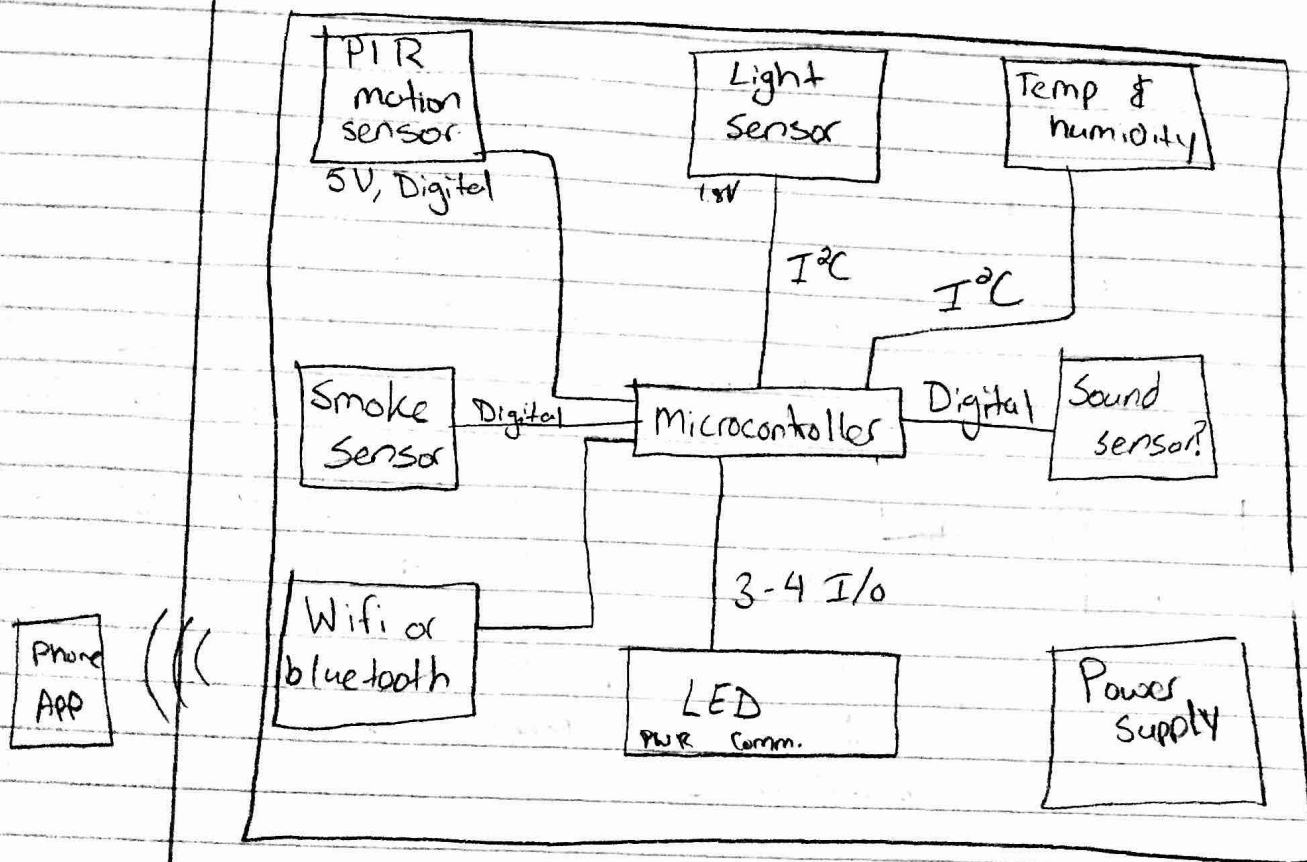 PIR
motion
sensor
5V, Digital
Light
Sensor
1.8V
Temp &
humidity
I²C
I²C
Smoke
Sensor
Digital
Microcontroller
Digital
Sound
sensor?
Phone
App
Wifi or
bluetooth
3-4 I/O
LED
PWR Comm.
Power
Supply